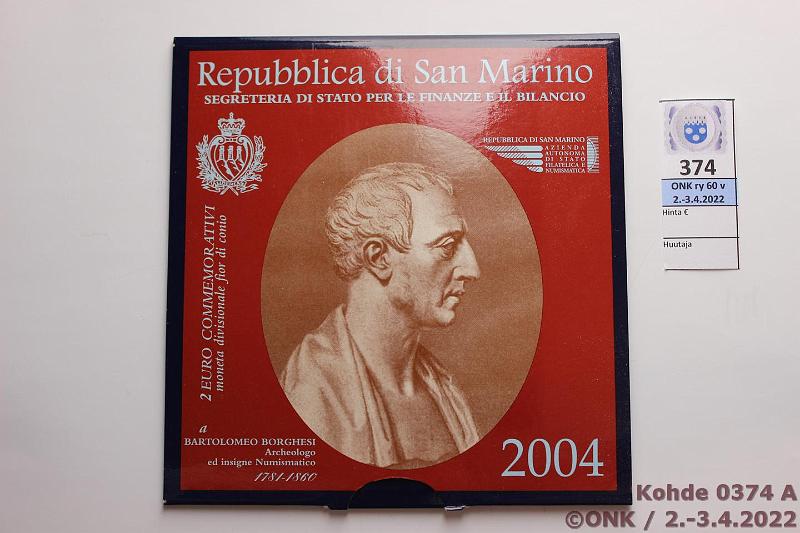 Repubblica di San Marino
SEGRETERIA DI STATO PER LE FINANZE E IL BILANCIO
REPUBBLICA DI SAN MARINO
AZIENDA
AUTONOMA
DI STATO
FILATELICA E
NUMISMATICA
2 EURO COMMEMORATIVI
moneta divisionale fior di conio
a
BARTOLOMEO BORGHESI
Archeologo
ed insigne Numismatico
1781-1860
2004
374
ONK ry 60 v
2.-3.4.2022
Hinta €
Huutaja
Kohde 0374 A
©ONK / 2.-3.4.2022